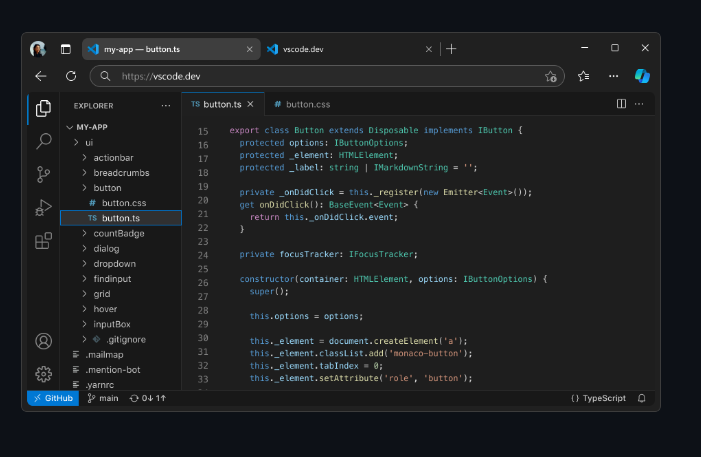 my-app — button.ts
vscode.dev
https://vscode.dev
EXPLORER
MY-APP
ui
actionbar
breadcrumbs
button
# button.css
TS button.ts
countBadge
dialog
dropdown
findinput
grid
hover
inputBox
.gitignore
.mailmap
.mention-bot
.yarnrc
TS button.ts
# button.css
15 export class Button extends Disposable implements IButton {
16 protected options: IButtonOptions;
17 protected _element: HTMLElement;
18 protected _label: string | IMarkdownString = '';
19
20 private _onDidClick = this._register(new Emitter<Event>());
21 get onDidClick(): BaseEvent<Event> {
22 return this._onDidClick.event;
22 }
23
24 private focusTracker: IFocusTracker;
25
26 constructor(container: HTMLElement, options: IButtonOptions) {
27 super();
28
29 this.options = options;
30
31 this._element = document.createElement('a');
31 this._element.classList.add('monaco-button');
32 this._element.tabIndex = 0;
33 this._element.setAttribute('role', 'button');
GitHub
main
0↓ 1↑
{ } TypeScript